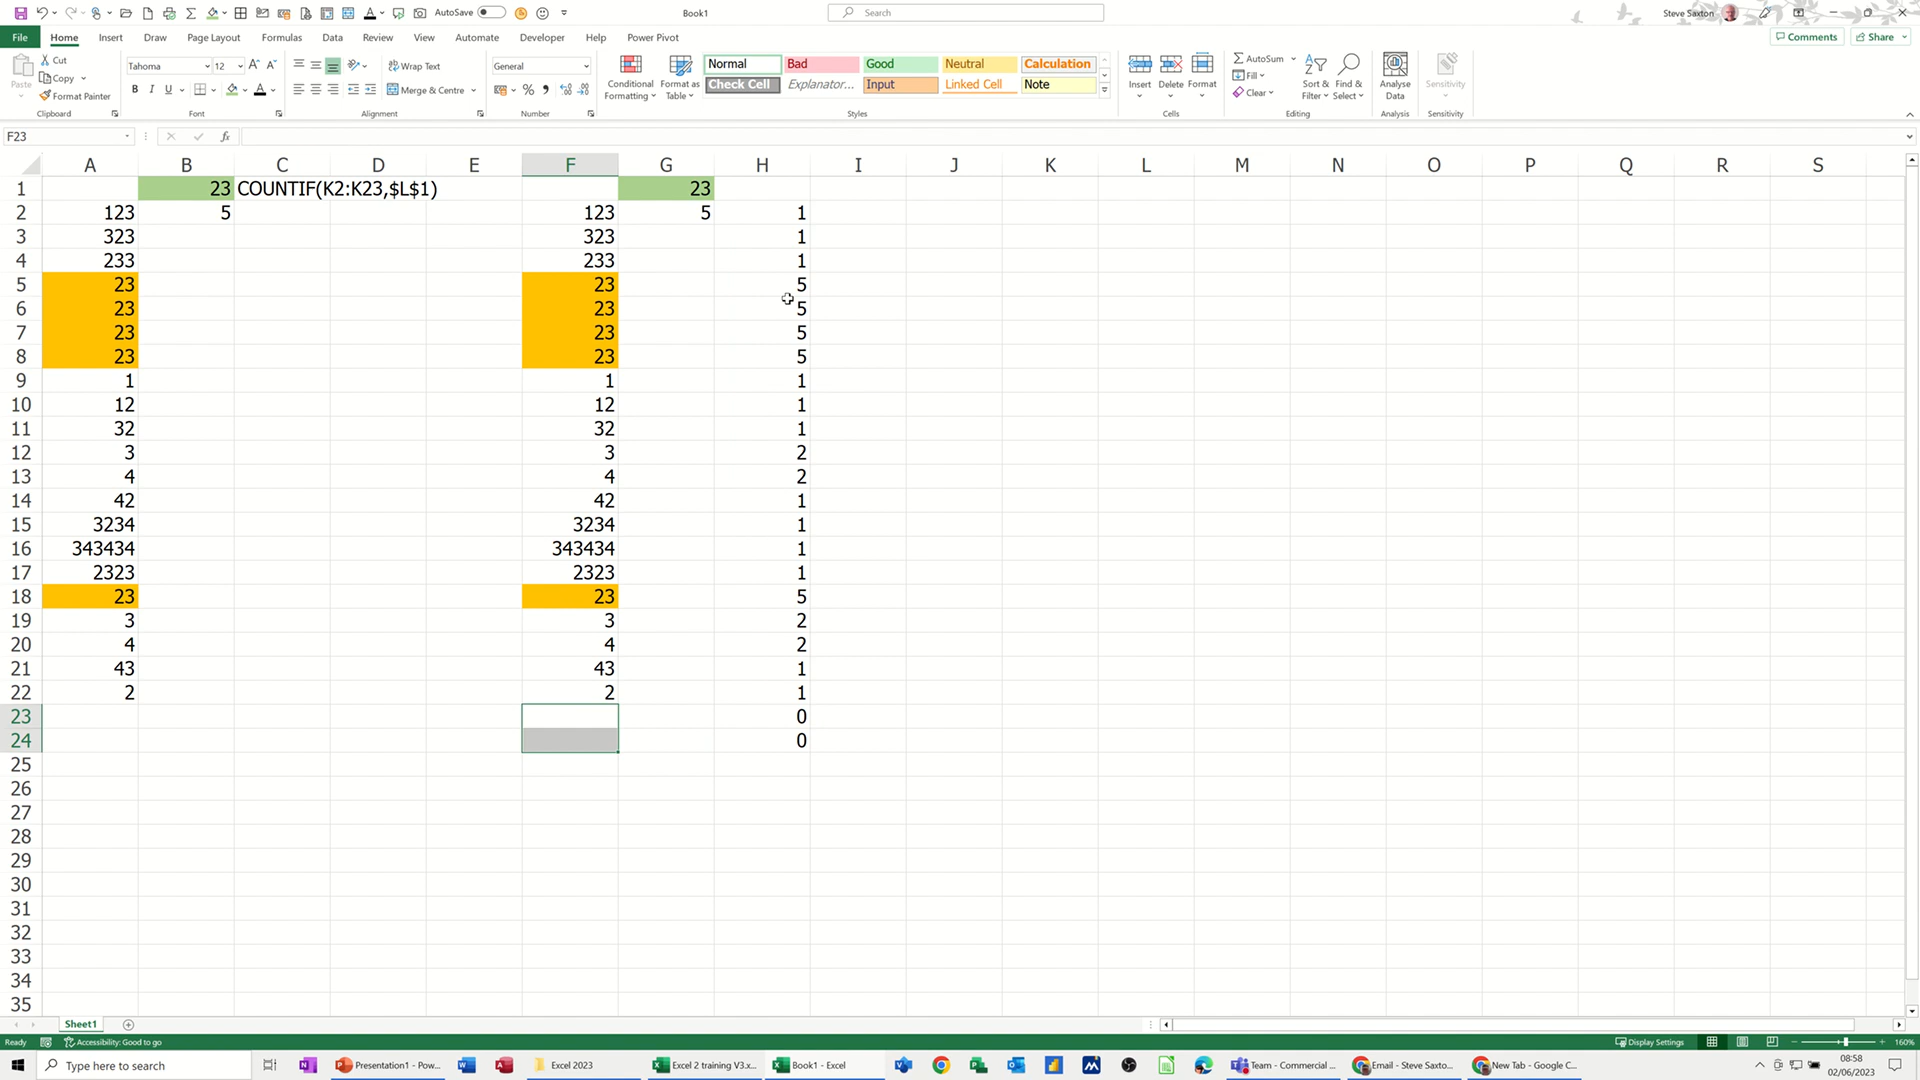 AutoSave
Book1
Search
Steve Saxton
File Home Insert Draw Page Layout Formulas Data Review View Automate Developer Help Power Pivot
Comments Share
Paste
Cut
Copy
Format Painter
Clipboard
Tahoma 12
B I U
Font
Wrap Text
Merge & Centre
Alignment
General
Number
Conditional Formatting
Format as Table
Normal Bad Good Neutral Calculation
Check Cell Explanator... Input Linked Cell Note
Styles
Insert Delete Format
Cells
AutoSum
Fill
Clear
Sort & Filter
Find & Select
Editing
Analyse Data
Analysis
Sensitivity
Sensitivity
F23 fx
A B C D E F G H I J K L M N O P Q R S
1 23 COUNTIF(K2:K23,$L$1) 23
2 123 5 123 5 1
3 323 323 1
4 233 233 1
5 23 23 5
6 23 23 5
7 23 23 5
8 23 23 5
9 1 1 1
10 12 12 1
11 32 32 1
12 3 3 2
13 4 4 2
14 42 42 1
15 3234 3234 1
16 343434 343434 1
17 2323 2323 1
18 23 23 5
19 3 3 2
20 4 4 2
21 43 43 1
22 2 2 1
23 0
24 0
25
26
27
28
29
30
31
32
33
34
35
Sheet1
Ready Accessibility: Good to go Display Settings 160%
Type here to search Presentation1 - Pow... Excel 2023 Excel 2 training V3.x... Book1 - Excel Team - Commercial ... Email - Steve Saxto... New Tab - Google C...
08:58
02/06/2023